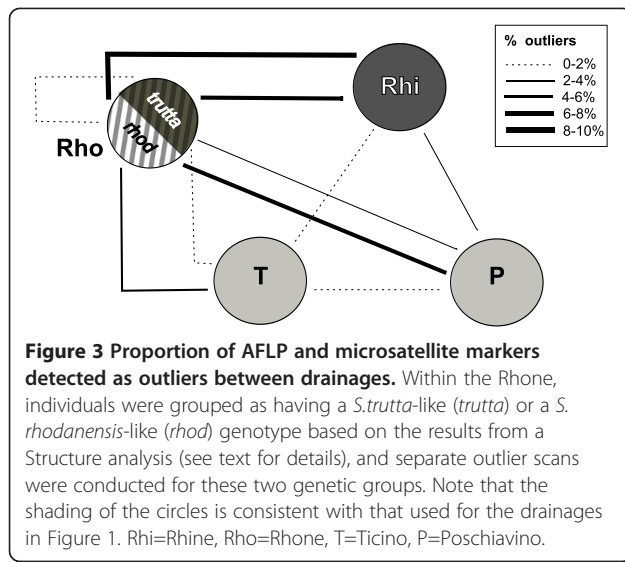 % outliers
0-2%
2-4%
4-6%
6-8%
8-10%
Rhi
trutta
rhod
Rho
T
P
Figure 3 Proportion of AFLP and microsatellite markers
detected as outliers between drainages. Within the Rhone,
individuals were grouped as having a S.trutta-like (trutta) or a S.
rhodanensis-like (rhod) genotype based on the results from a
Structure analysis (see text for details), and separate outlier scans
were conducted for these two genetic groups. Note that the
shading of the circles is consistent with that used for the drainages
in Figure 1. Rhi=Rhine, Rho=Rhone, T=Ticino, P=Poschiavino.